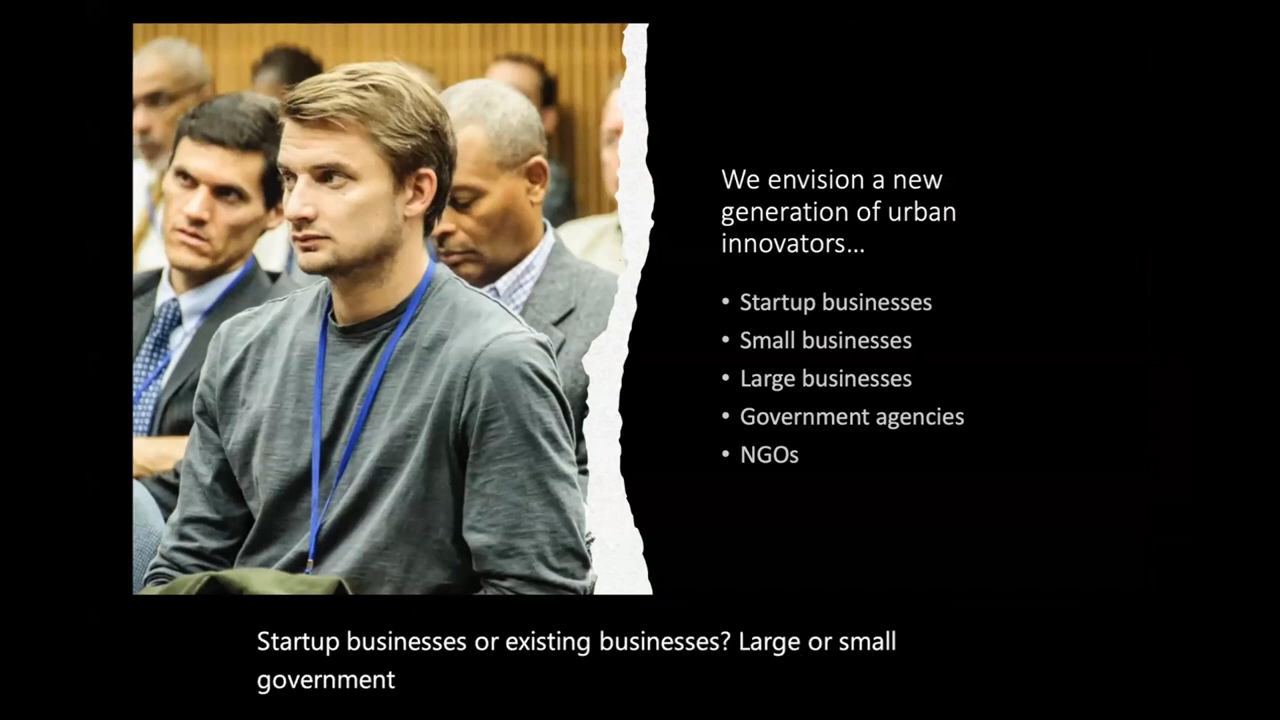 We envision a new
generation of urban
innovators...
• Startup businesses
• Small businesses
• Large businesses
• Government agencies
• NGOs
Startup businesses or existing businesses? Large or small
government